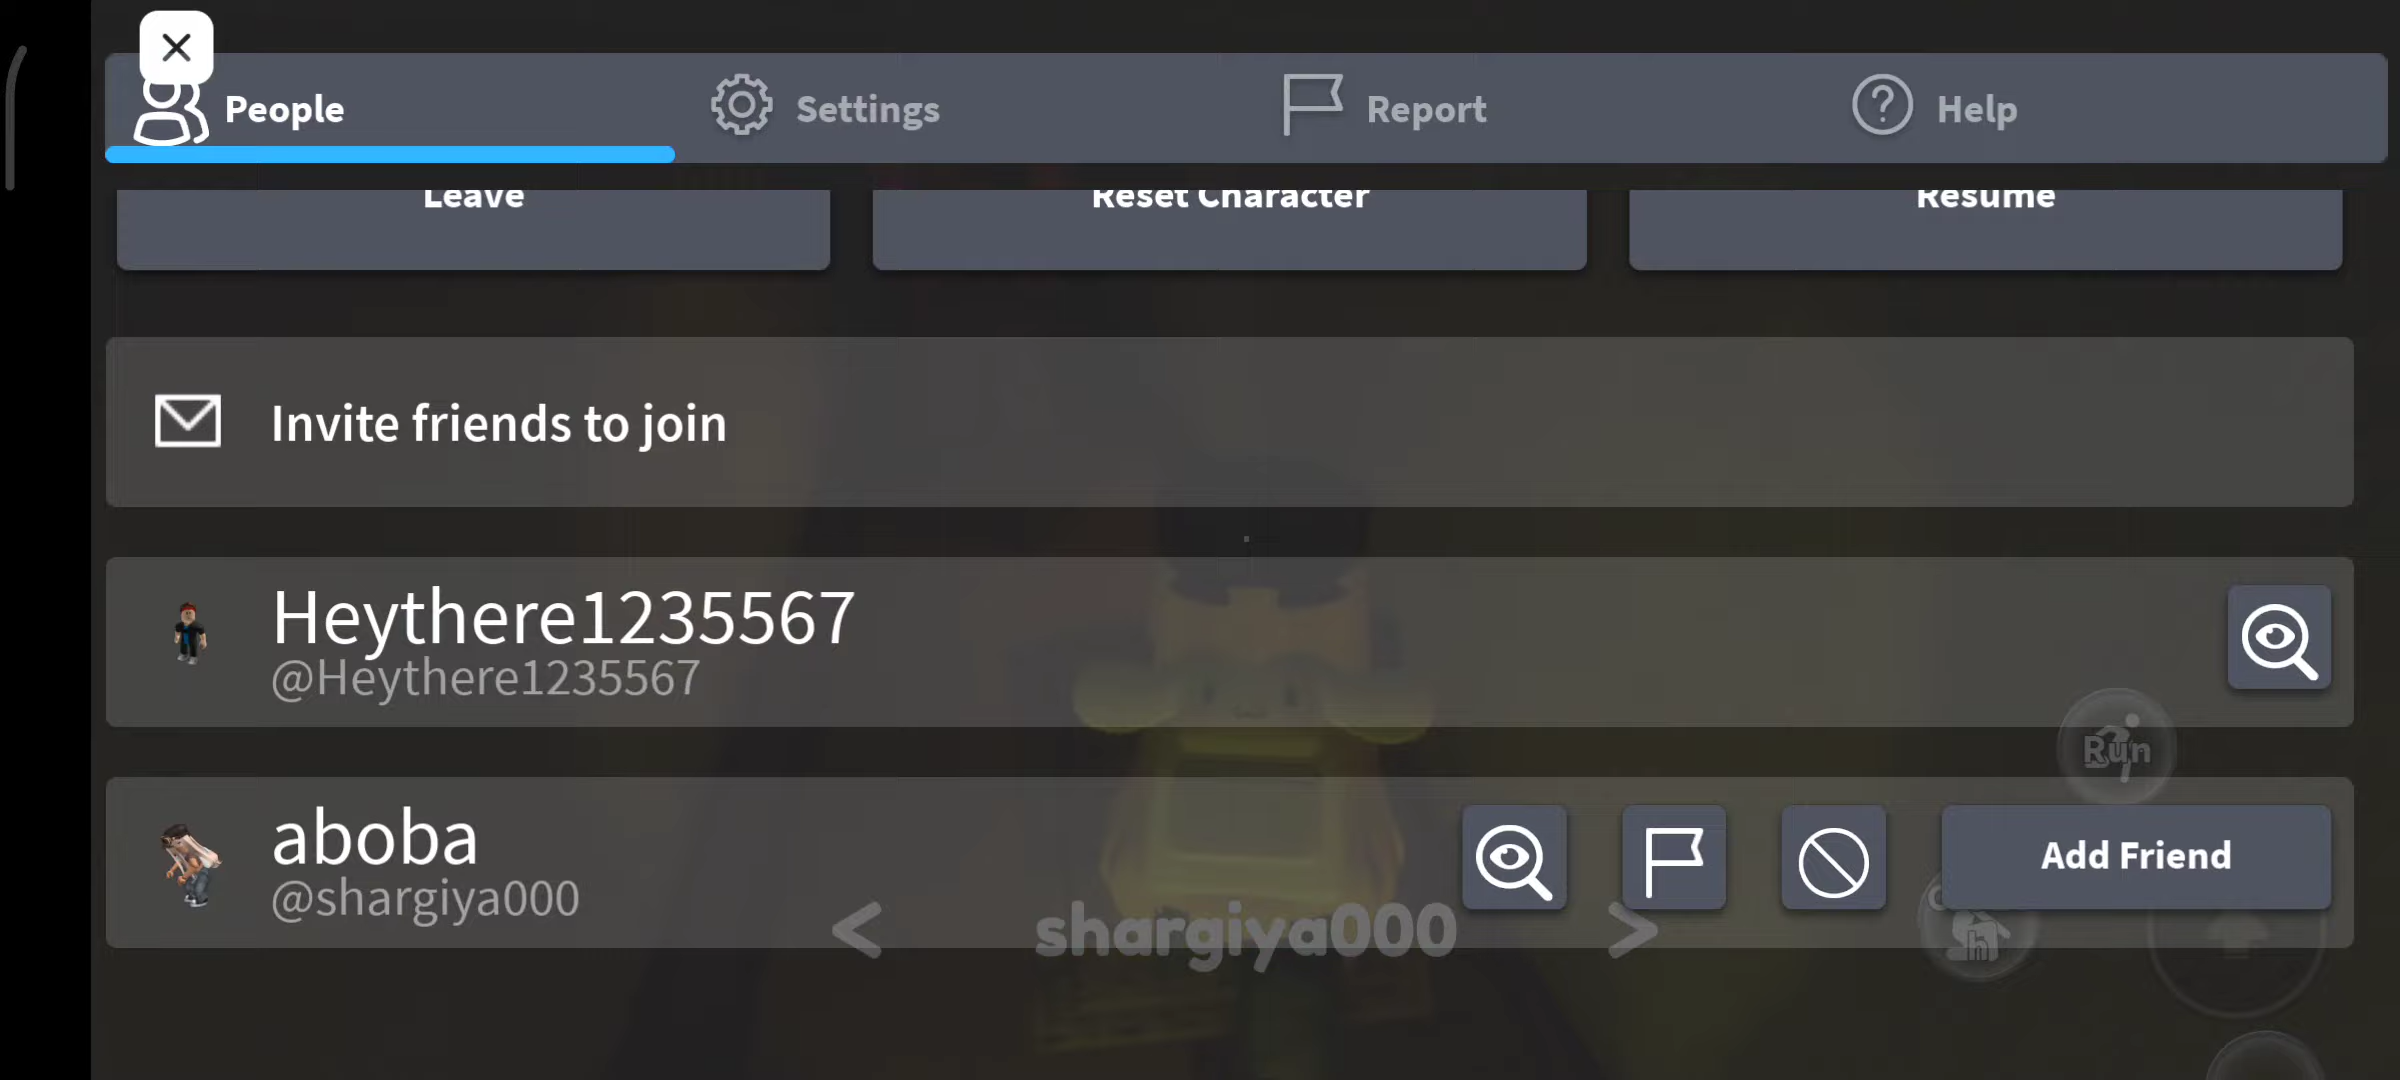 People
Settings
Report
Help
Leave
Reset Character
Resume
Invite friends to join
Heythere1235567
@Heythere1235567
Run
aboba
@shargiya000
Add Friend
< shargiya000 >